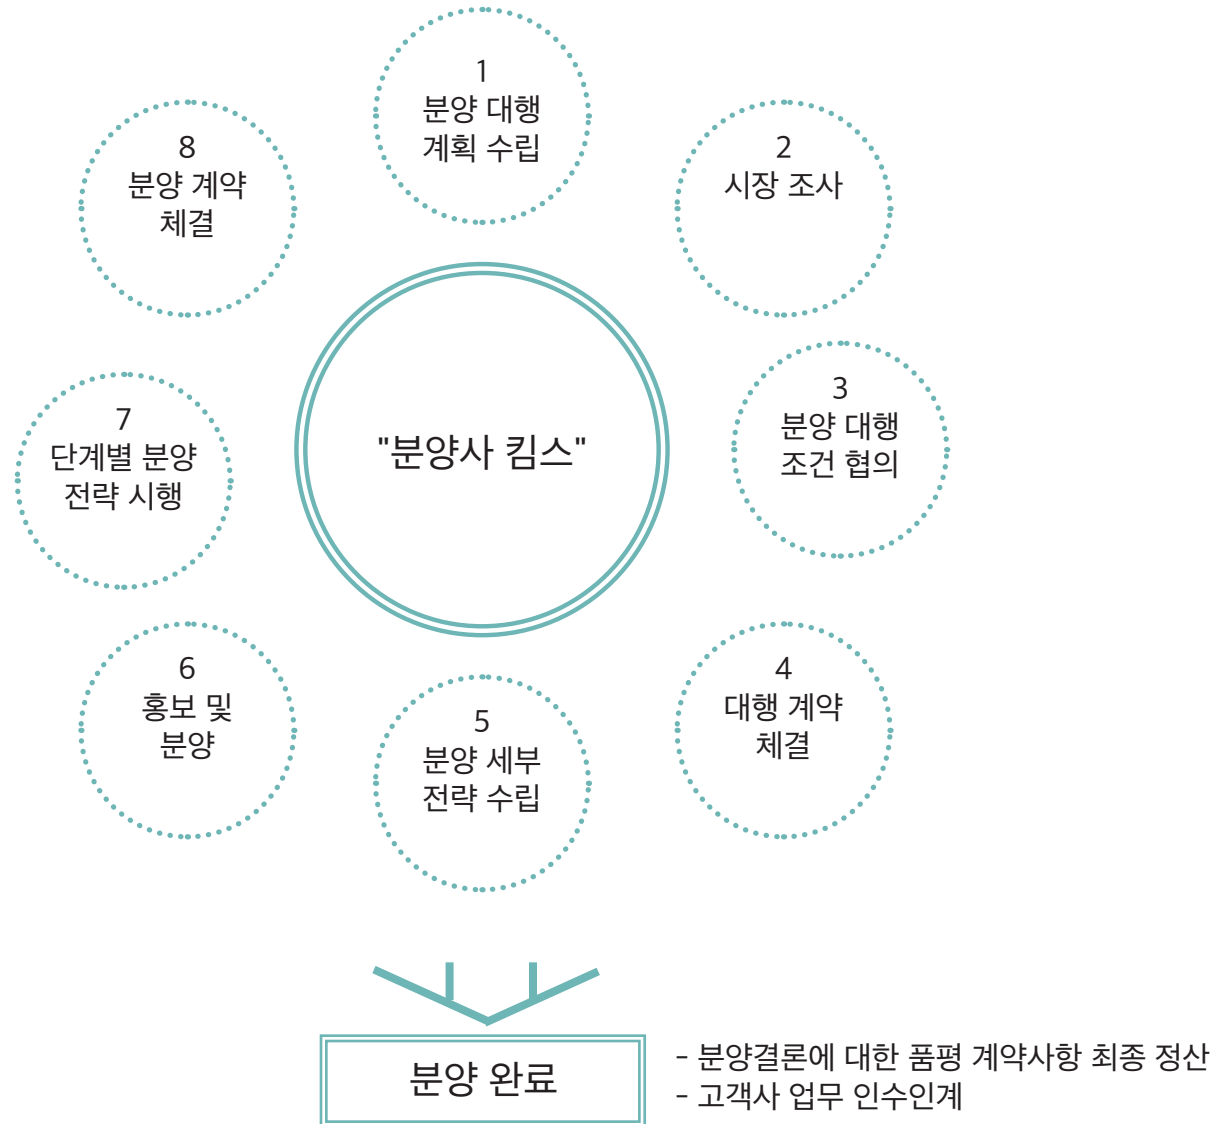 1
분양 대행
계획 수립
2
시장 조사
3
분양 대행
조건 협의
4
대행 계약
체결
5
분양 세부
전략 수립
6
홍보 및
분양
7
단계별 분양
전략 시행
8
분양 계약
체결
"분양사 킴스"
분양 완료
- 분양결론에 대한 품평 계약사항 최종 정산
- 고객사 업무 인수인계